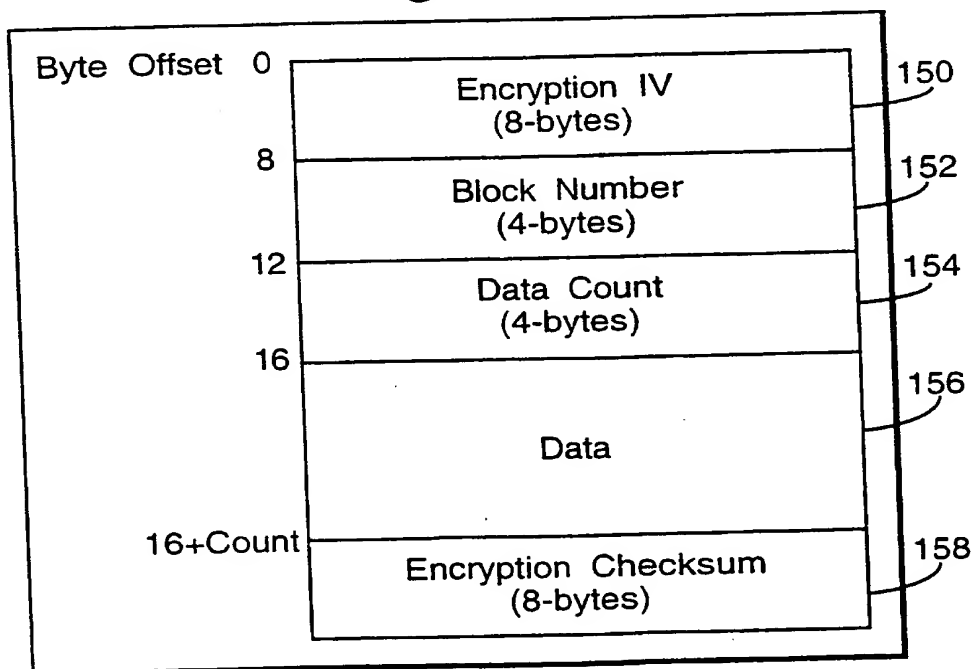 Byte Offset 0
Encryption IV
(8-bytes)
150
8
Block Number
(4-bytes)
152
12
Data Count
(4-bytes)
154
16
Data
156
16+Count
Encryption Checksum
(8-bytes)
158